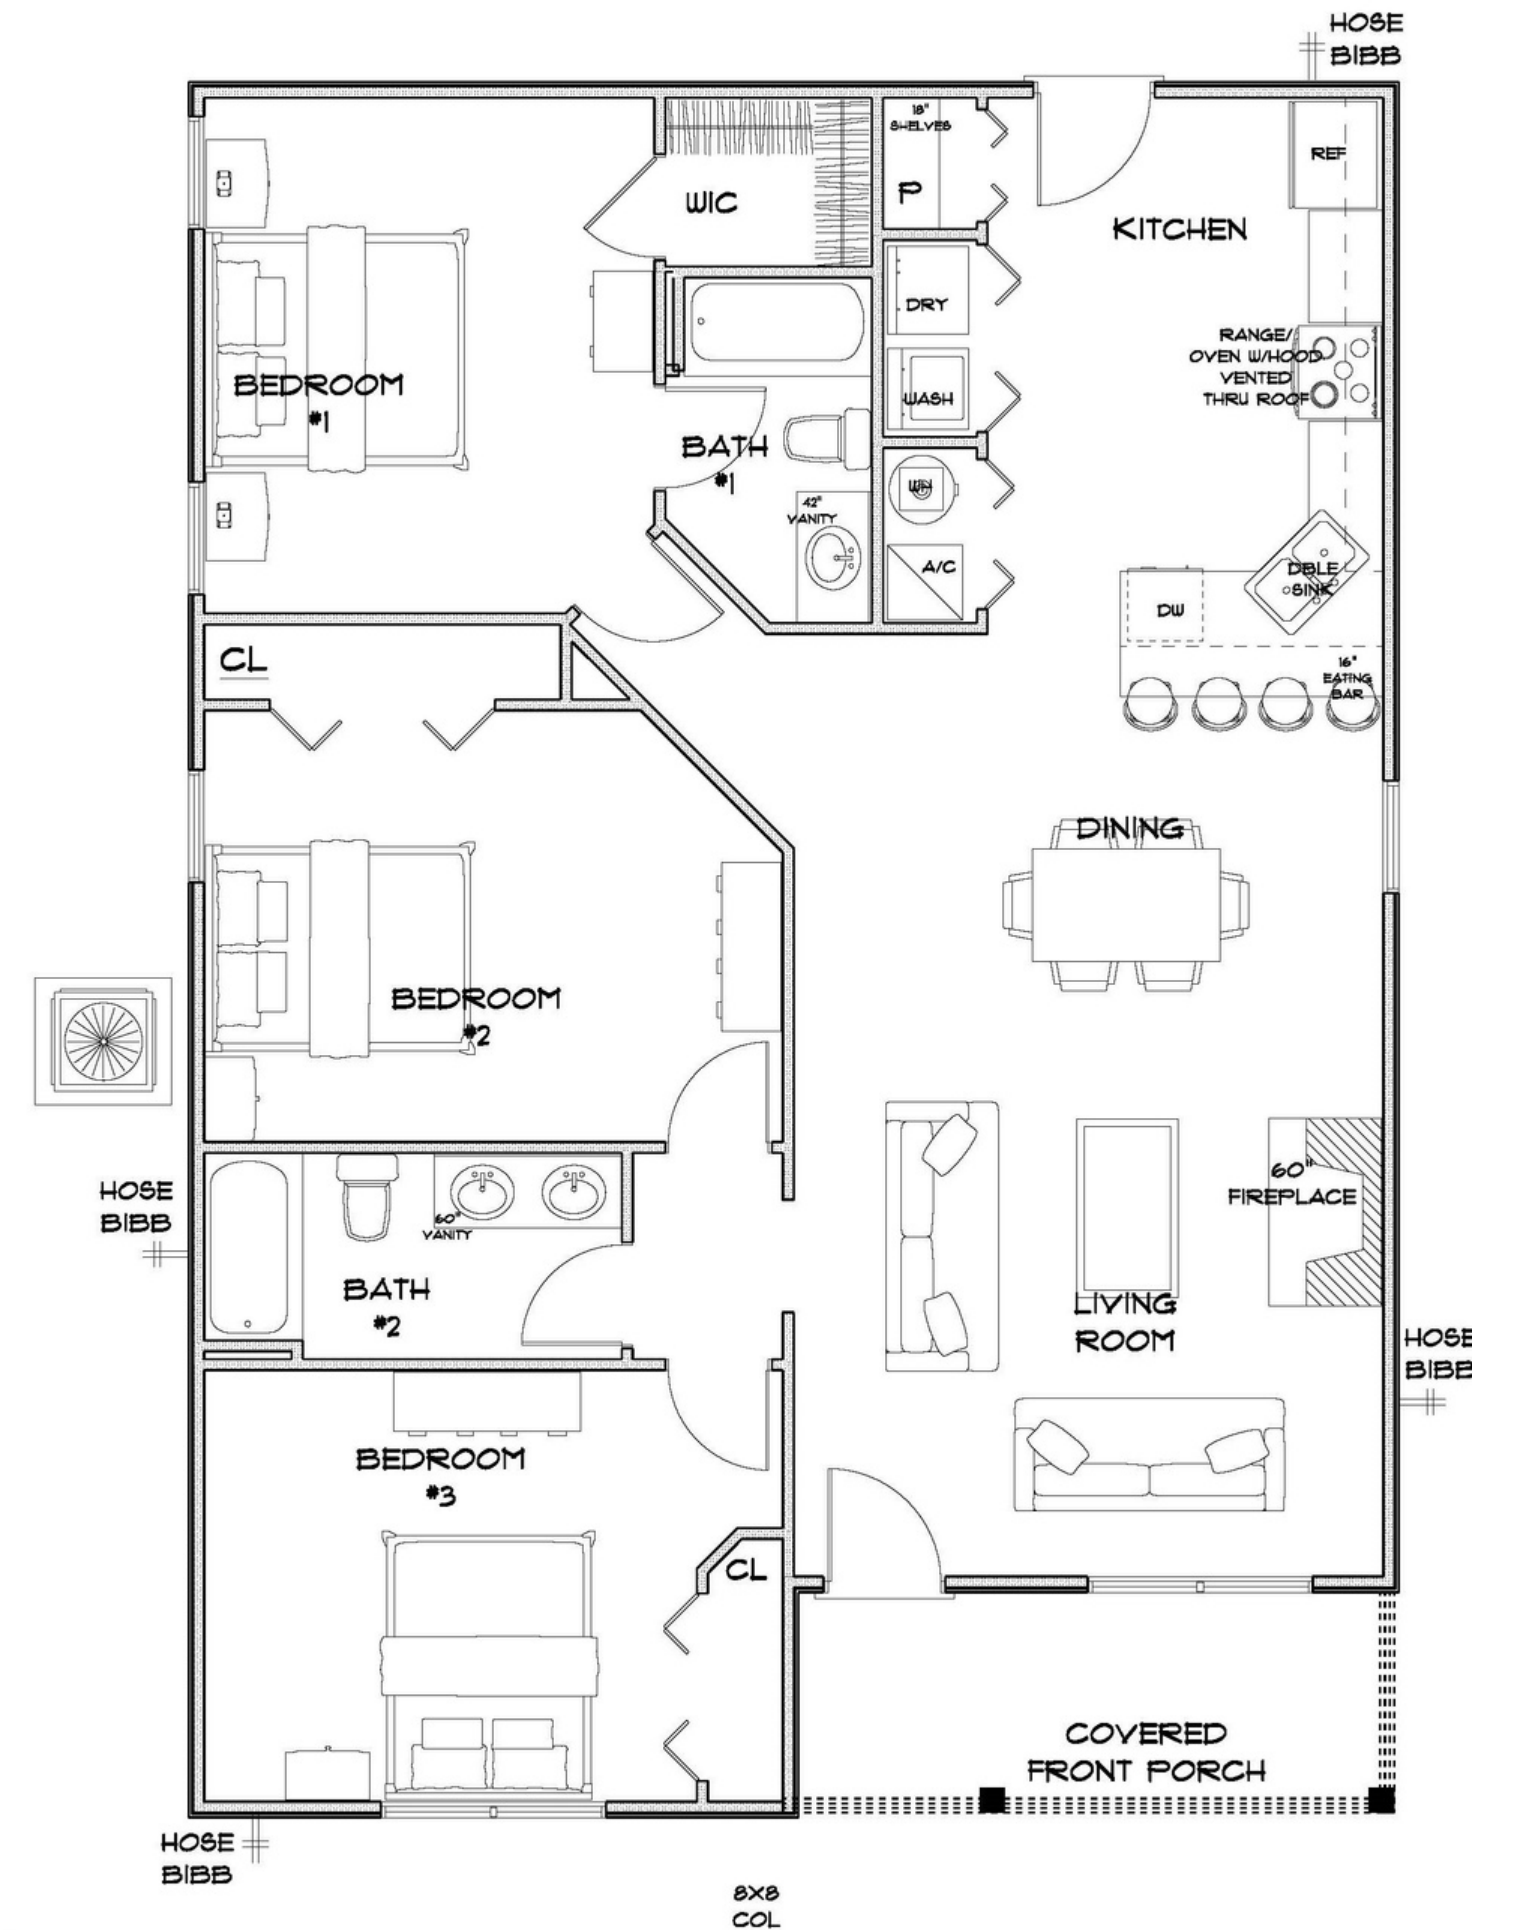 HOSE
BIBB
18"
SHELVES
P
WIC
REF
KITCHEN
DRY
RANGE/
OVEN W/HOOD
VENTED
THRU ROOF
WASH
BEDROOM
#1
BATH
#1
WH
42"
VANITY
A/C
DBLE
SINK
DW
CL
16"
EATING
BAR
DINING
BEDROOM
#2
HOSE
BIBB
60"
FIREPLACE
60"
VANITY
BATH
#2
LIVING
ROOM
HOSE
BIBB
BEDROOM
#3
CL
COVERED
FRONT PORCH
HOSE
BIBB
8X8
COL